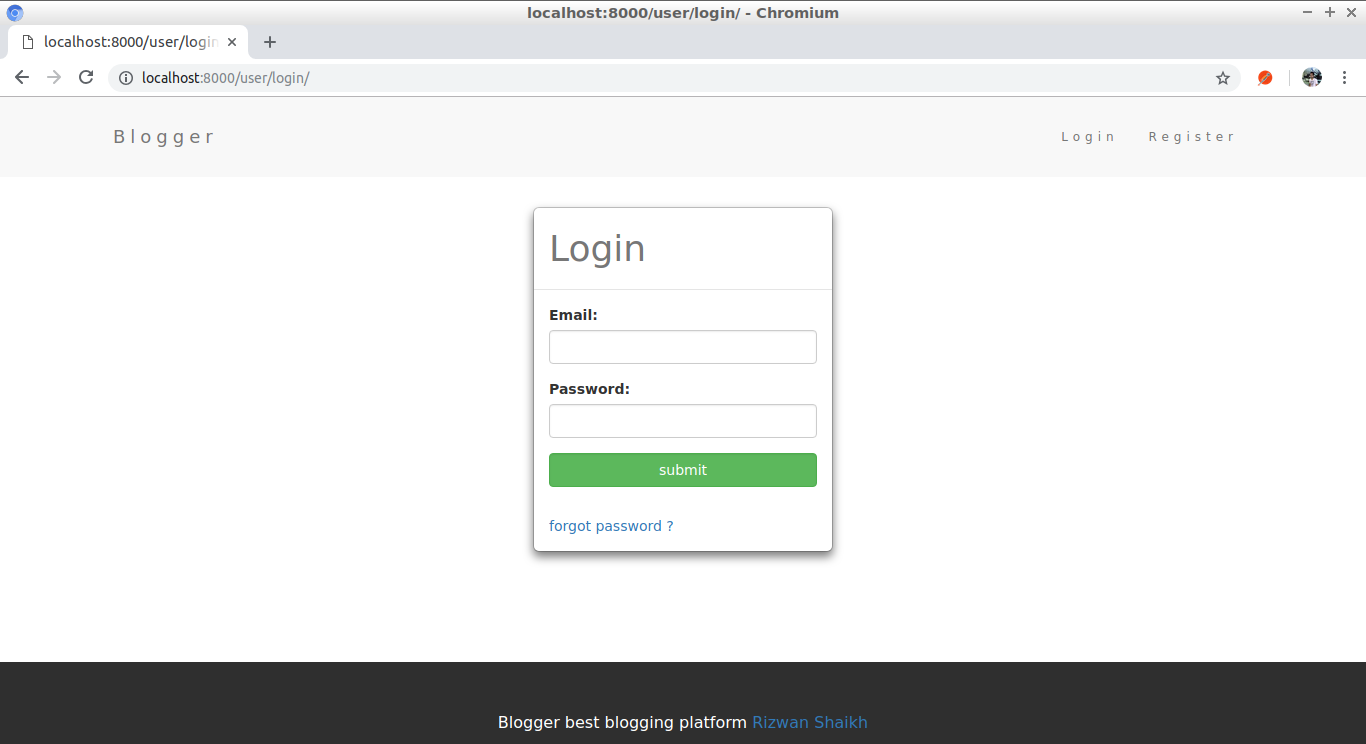 localhost:8000/user/login/ - Chromium
localhost:8000/user/login
localhost:8000/user/login/
Blogger
Login Register
Login
Email:
Password:
submit
forgot password ?
Blogger best blogging platform Rizwan Shaikh